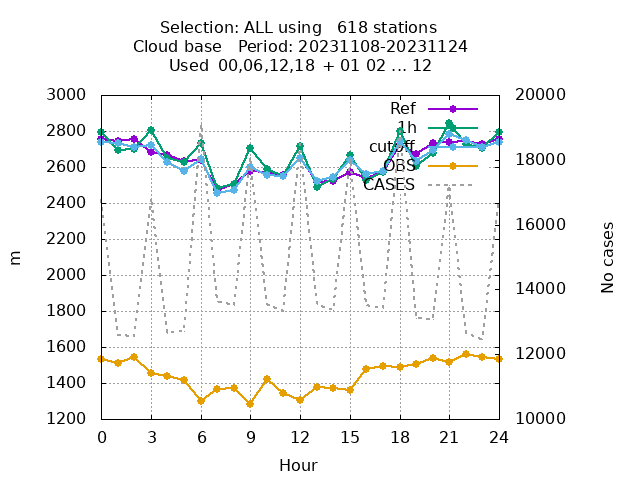 Selection: ALL using   618 stations
Cloud base   Period: 20231108-20231124
Used  00,06,12,18 + 01 02 ... 12
3000
2800
2600
2400
2200
2000
1800
1600
1400
1200
m
20000
18000
16000
14000
12000
10000
No cases
Ref
1h
cutoff
OBS
CASES
0 3 6 9 12 15 18 21 24
Hour